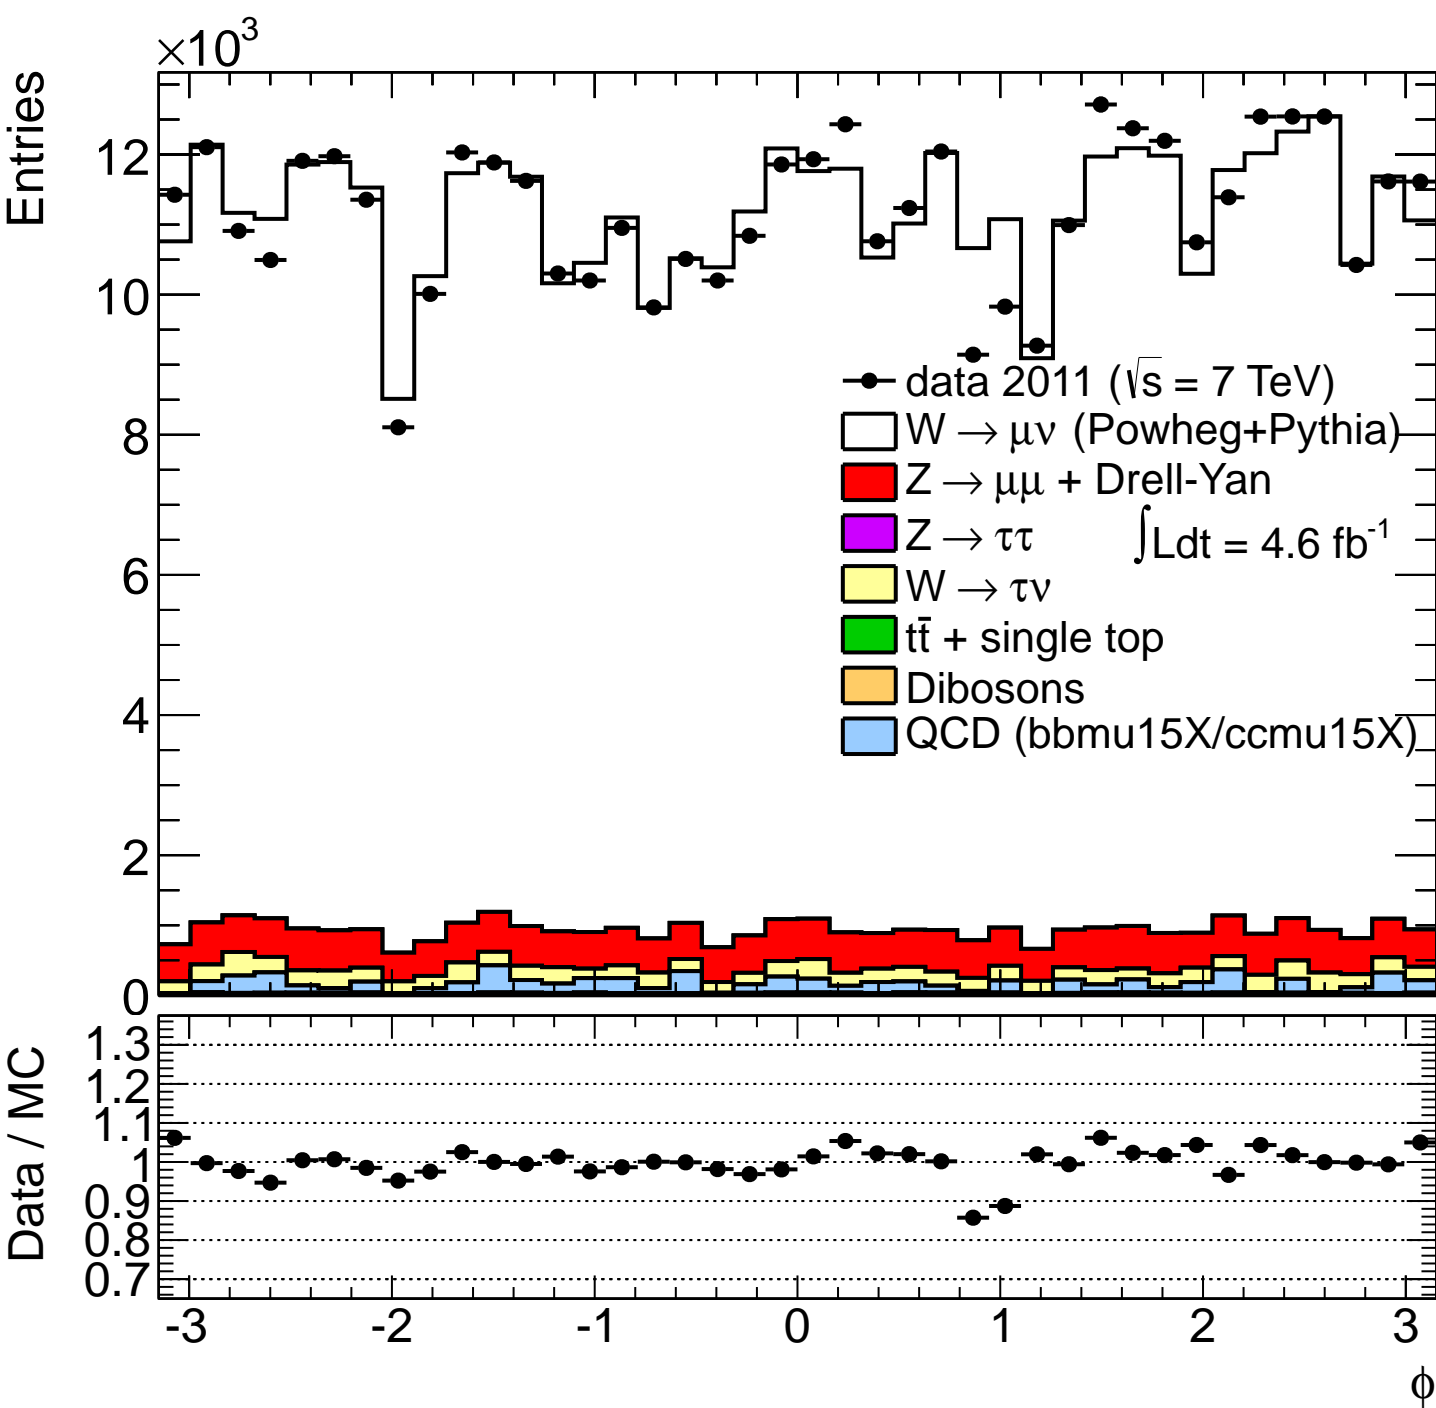 ×10³
Entries
12
10
8
6
4
2
0
data 2011 (√s = 7 TeV)
W → μν (Powheg+Pythia)
Z → μμ + Drell-Yan
Z → ττ
∫Ldt = 4.6 fb⁻¹
W → τν
tt̄ + single top
Dibosons
QCD (bbmu15X/ccmu15X)
Data / MC
1.3
1.2
1.1
1
0.9
0.8
0.7
-3 -2 -1 0 1 2 3
ϕ